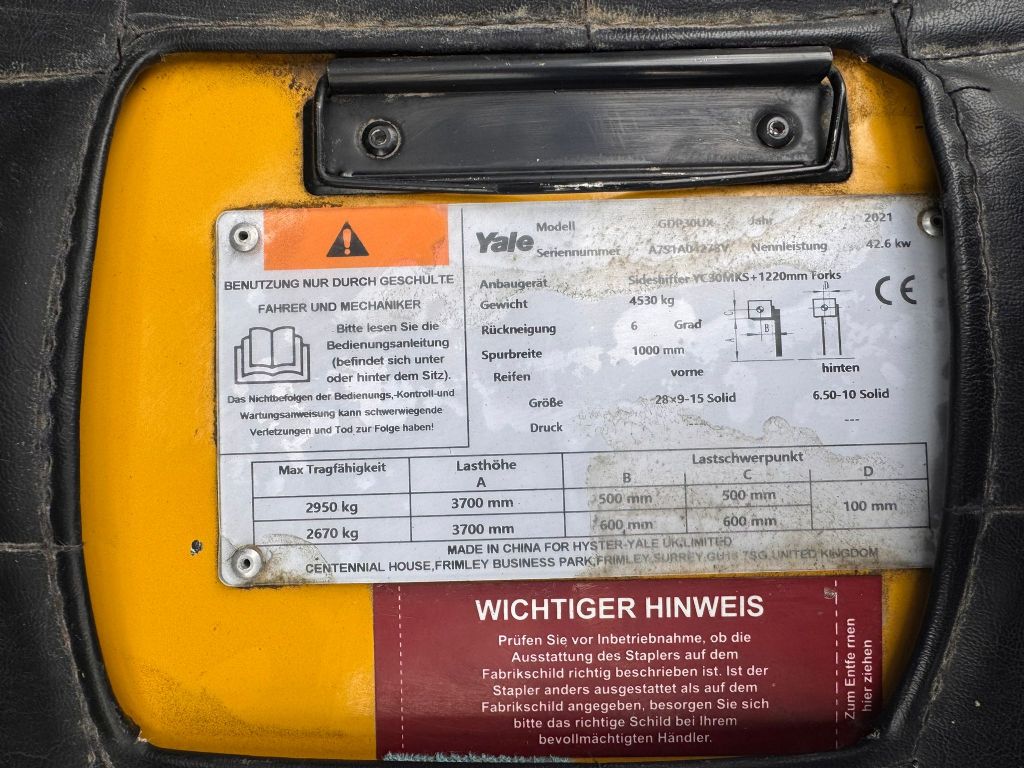 BENUTZUNG NUR DURCH GESCHULTE
FAHRER UND MECHANIKER
Bitte lesen Sie die
Bedienungsanleitung
(befindet sich unter
oder hinter dem Sitz).
Das Nichtbefolgen der Bedienungs,-Kontroll-und
Wartungsanweisung kann schwerwiegende
Verletzungen und Tod zur Folge haben!
Yale
Modell GDP30UX Jahr 2021
Seriennummer Nennleistung 42.6 kw
Anbaugerät Sideshifter YC30MKS+1220mm Forks
Gewicht 4530 kg
Rückneigung 6 Grad
Spurbreite 1000 mm
Reifen vorne hinten
Größe 28×9-15 Solid 6.50-10 Solid
Druck ---
C A B D
CE
Max Tragfähigkeit Lasthöhe A Lastschwerpunkt
B C D
2950 kg 3700 mm 500 mm 500 mm 100 mm
2670 kg 3700 mm 600 mm 600 mm
MADE IN CHINA FOR HYSTER-YALE UK LIMITED
CENTENNIAL HOUSE,FRIMLEY BUSINESS PARK,FRIMLEY,SURREY,GU16 7SG,UNITED KINGDOM
WICHTIGER HINWEIS
Prüfen Sie vor Inbetriebnahme, ob die
Ausstattung des Staplers auf dem
Fabrikschild richtig beschrieben ist. Ist der
Stapler anders ausgestattet als auf dem
Fabrikschild angegeben, besorgen Sie sich
bitte das richtige Schild bei Ihrem
bevollmächtigten Händler.
Zum Entfe rnen
hier ziehen